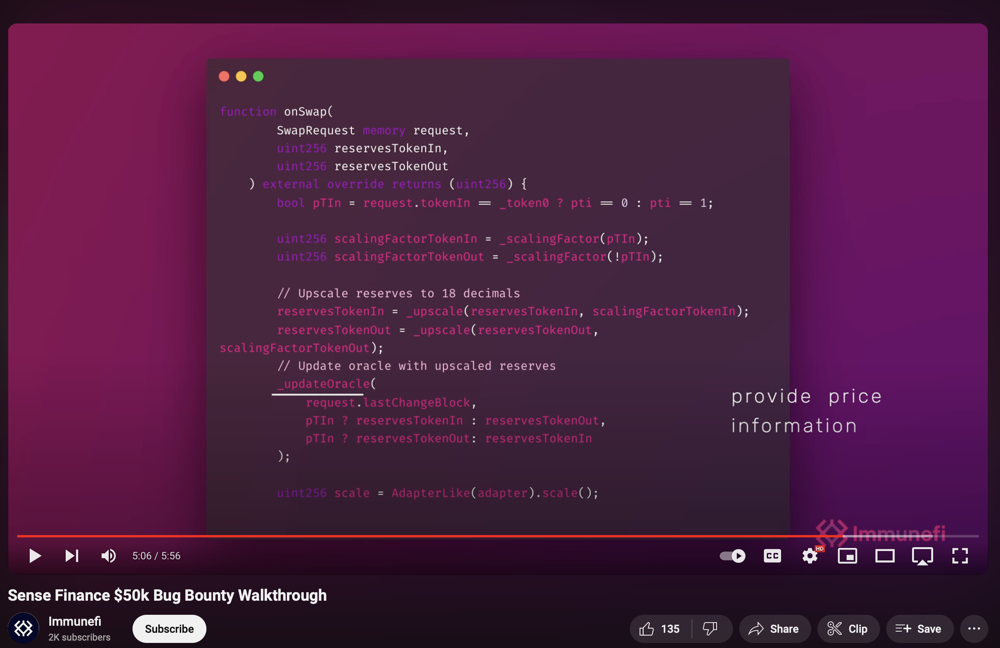 function onSwap(
SwapRequest memory request,
uint256 reservesTokenIn,
uint256 reservesTokenOut
) external override returns (uint256) {
bool pTIn = request.tokenIn == _token0 ? pti == 0 : pti == 1;
uint256 scalingFactorTokenIn = _scalingFactor(pTIn);
uint256 scalingFactorTokenOut = _scalingFactor(!pTIn);
// Upscale reserves to 18 decimals
reservesTokenIn = _upscale(reservesTokenIn, scalingFactorTokenIn);
reservesTokenOut = _upscale(reservesTokenOut,
scalingFactorTokenOut);
// Update oracle with upscaled reserves
_updateOracle(
request.lastChangeBlock,
pTIn ? reservesTokenIn : reservesTokenOut,
pTIn ? reservesTokenOut: reservesTokenIn
);
uint256 scale = AdapterLike(adapter).scale();
provide price
information
Immunefi
5:06 / 5:56
CC
HD
Sense Finance $50k Bug Bounty Walkthrough
Immunefi
2K subscribers
Subscribe
135
Share
Clip
Save